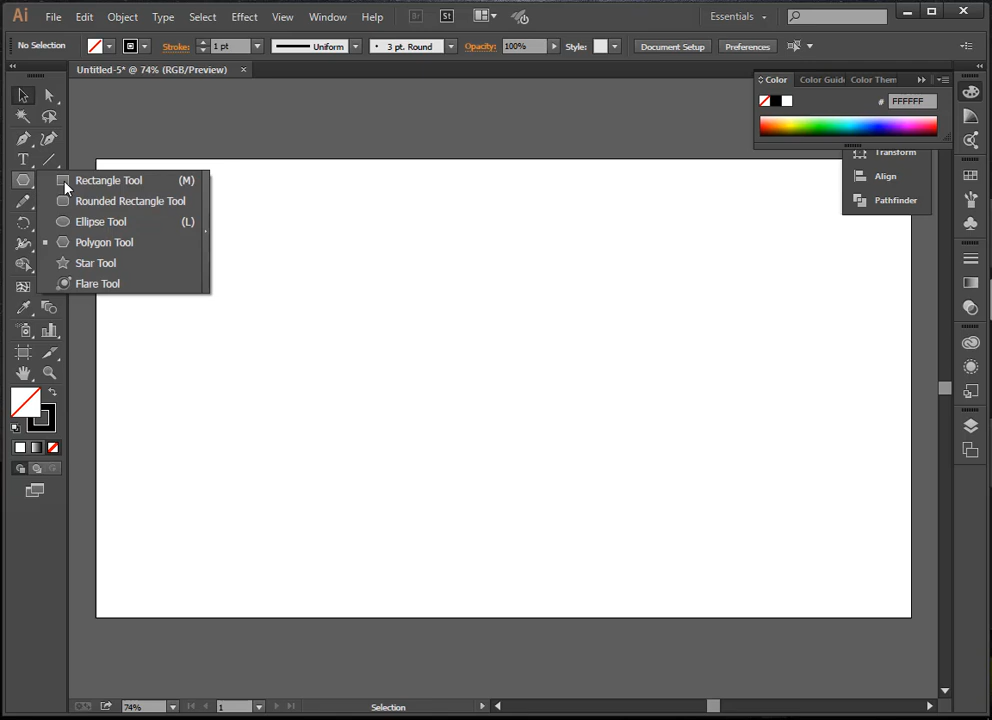 Ai File Edit Object Type Select Effect View Window Help Br St Essentials
No Selection Stroke: 1 pt Uniform 3 pt. Round Opacity: 100% Style: Document Setup Preferences
Untitled-5* @ 74% (RGB/Preview) ×
Color Color Guid Color Them
# FFFFFF
Transform
Align
Pathfinder
T
Rectangle Tool (M)
Rounded Rectangle Tool
Ellipse Tool (L)
Polygon Tool
Star Tool
Flare Tool
74% 1 Selection